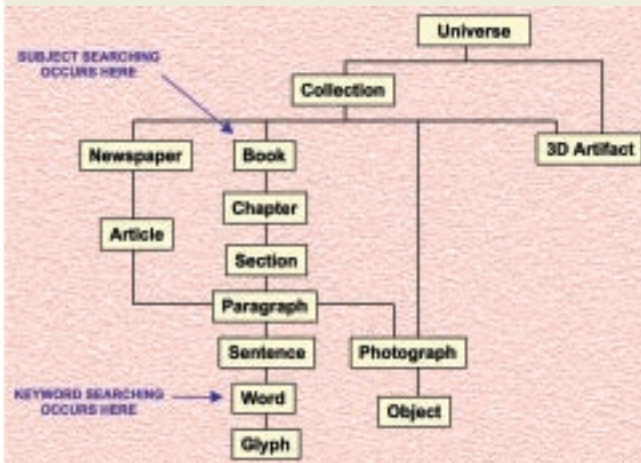 Universe
SUBJECT SEARCHING
OCCURS HERE
Collection
Newspaper
Book
3D Artifact
Chapter
Article
Section
Paragraph
Sentence
Photograph
KEYWORD SEARCHING
OCCURS HERE
Word
Object
Glyph